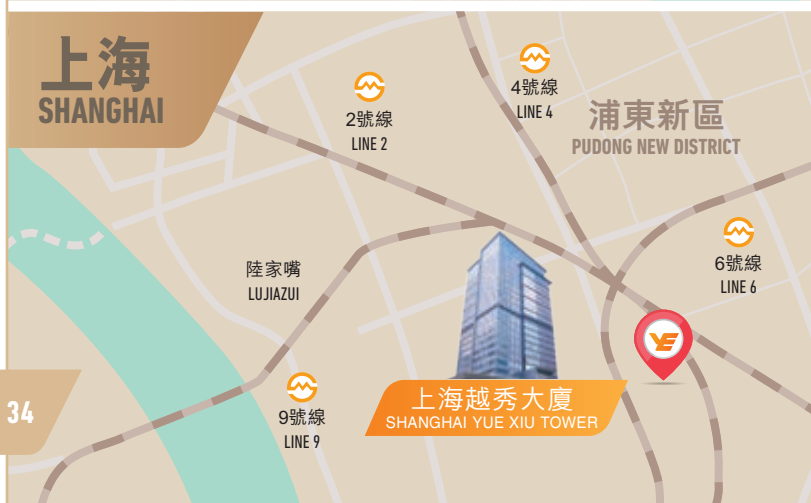 上海
SHANGHAI
2號線
LINE 2
4號線
LINE 4
浦東新區
PUDONG NEW DISTRICT
陸家嘴
LUJIAZUI
6號線
LINE 6
34
9號線
LINE 9
上海越秀大廈
SHANGHAI YUE XIU TOWER